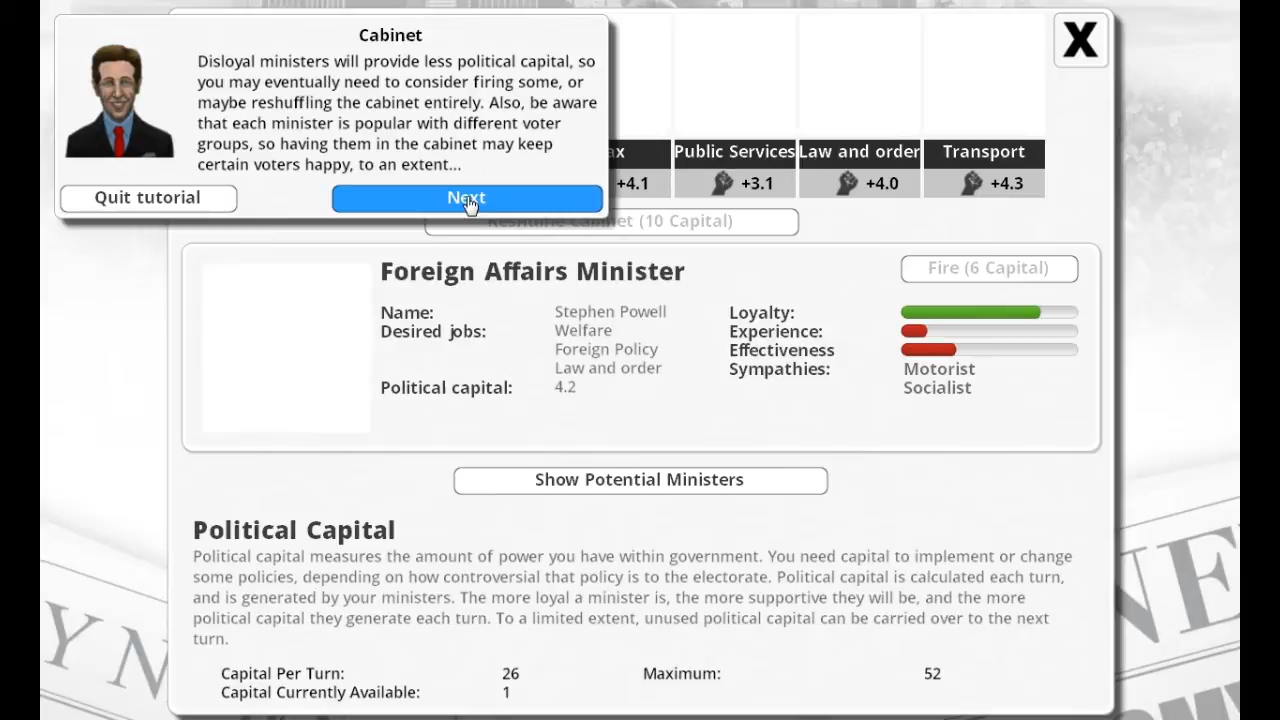 Cabinet
Disloyal ministers will provide less political capital, so
you may eventually need to consider firing some, or
maybe reshuffling the cabinet entirely. Also, be aware
that each minister is popular with different voter
groups, so having them in the cabinet may keep
certain voters happy, to an extent...
Quit tutorial
Next
X
ax Public Services Law and order Transport
+4.1 +3.1 +4.0 +4.3
Reshuffle Cabinet (10 Capital)
Foreign Affairs Minister
Fire (6 Capital)
Name: Stephen Powell Loyalty:
Desired jobs: Welfare Experience:
Foreign Policy Effectiveness
Law and order Sympathies: Motorist
Political capital: 4.2 Socialist
Show Potential Ministers
Political Capital
Political capital measures the amount of power you have within government. You need capital to implement or change
some policies, depending on how controversial that policy is to the electorate. Political capital is calculated each turn,
and is generated by your ministers. The more loyal a minister is, the more supportive they will be, and the more
political capital they generate each turn. To a limited extent, unused political capital can be carried over to the next
turn.
Capital Per Turn: 26 Maximum: 52
Capital Currently Available: 1